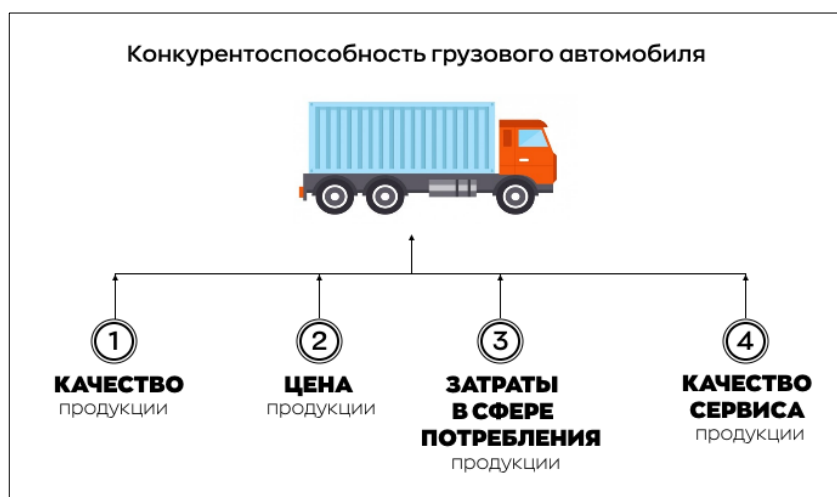 Конкурентоспособность грузового автомобиля
1
КАЧЕСТВО
продукции
2
ЦЕНА
продукции
3
ЗАТРАТЫ
В СФЕРЕ
ПОТРЕБЛЕНИЯ
продукции
4
КАЧЕСТВО
СЕРВИСА
продукции